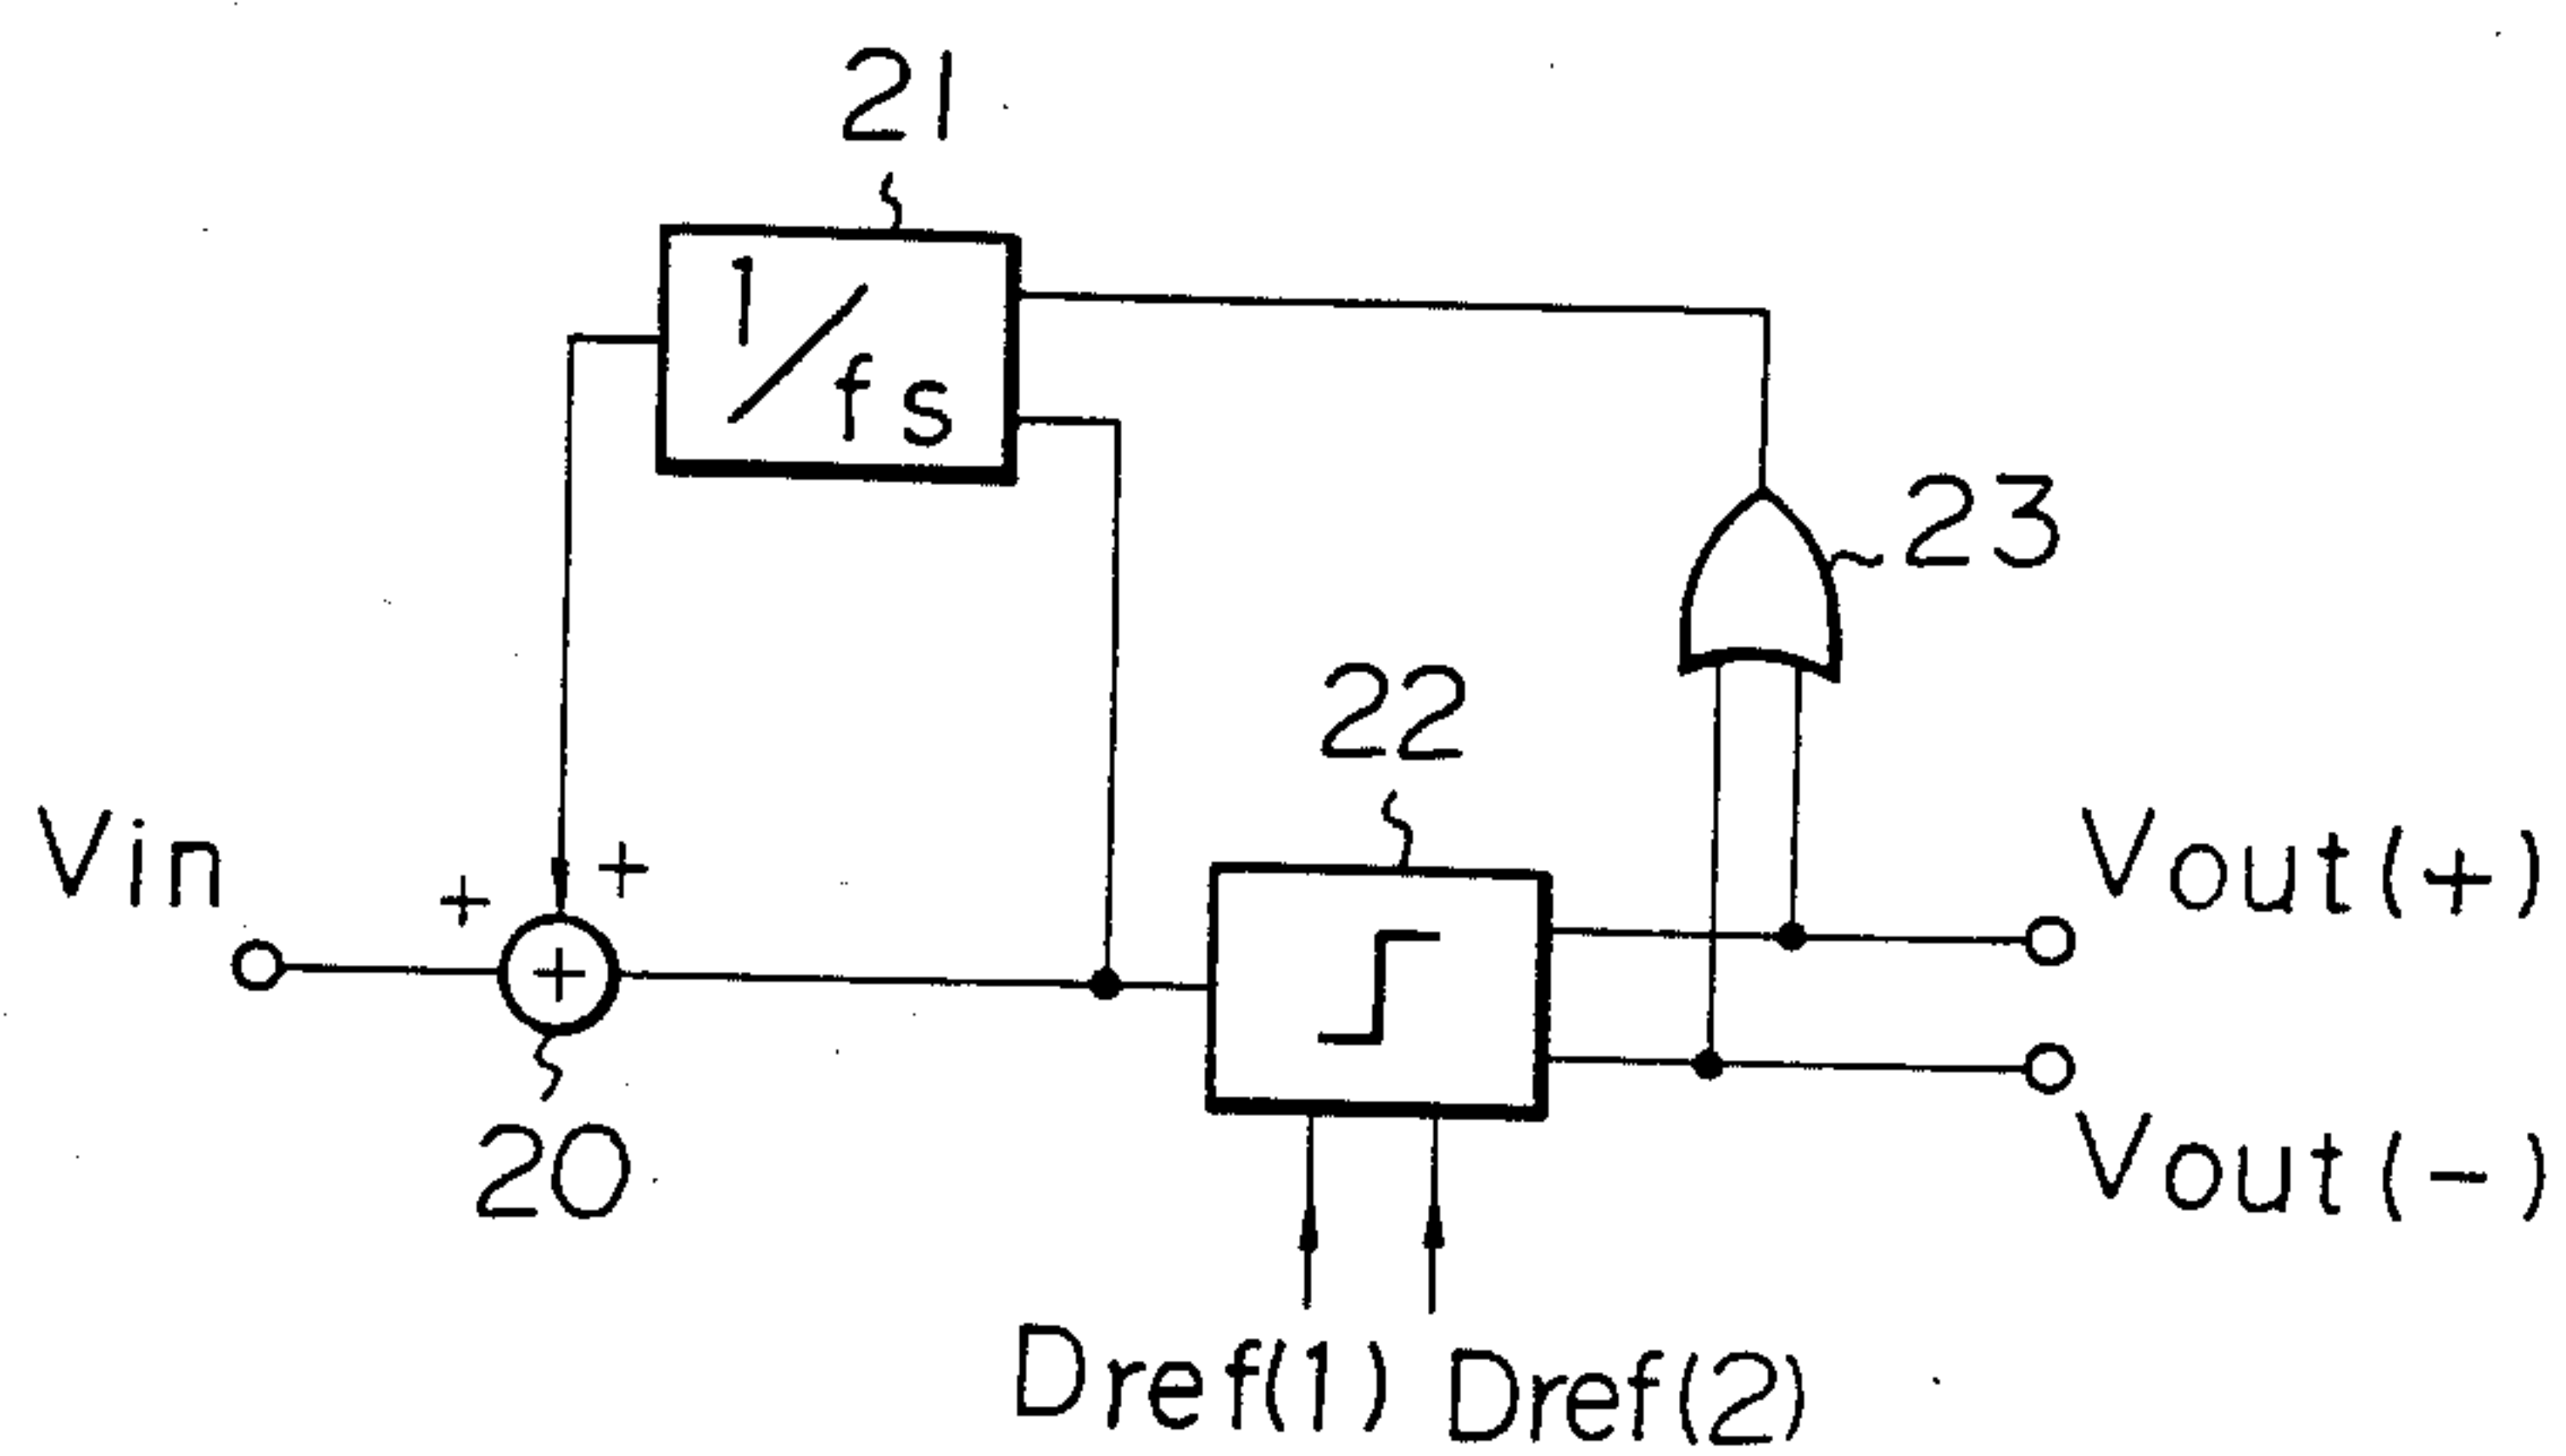 21
1/fs
23
22
Vin
+
+
+
Vout(+)
20
Vout(-)
Dref(1) Dref(2)